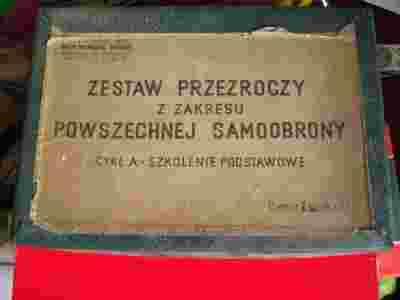 ZESTAW PRZEZROCZY
Z ZAKRESU
POWSZECHNEJ SAMOOBRONY
CYKL A - SZKOLENIE PODSTAWOWE